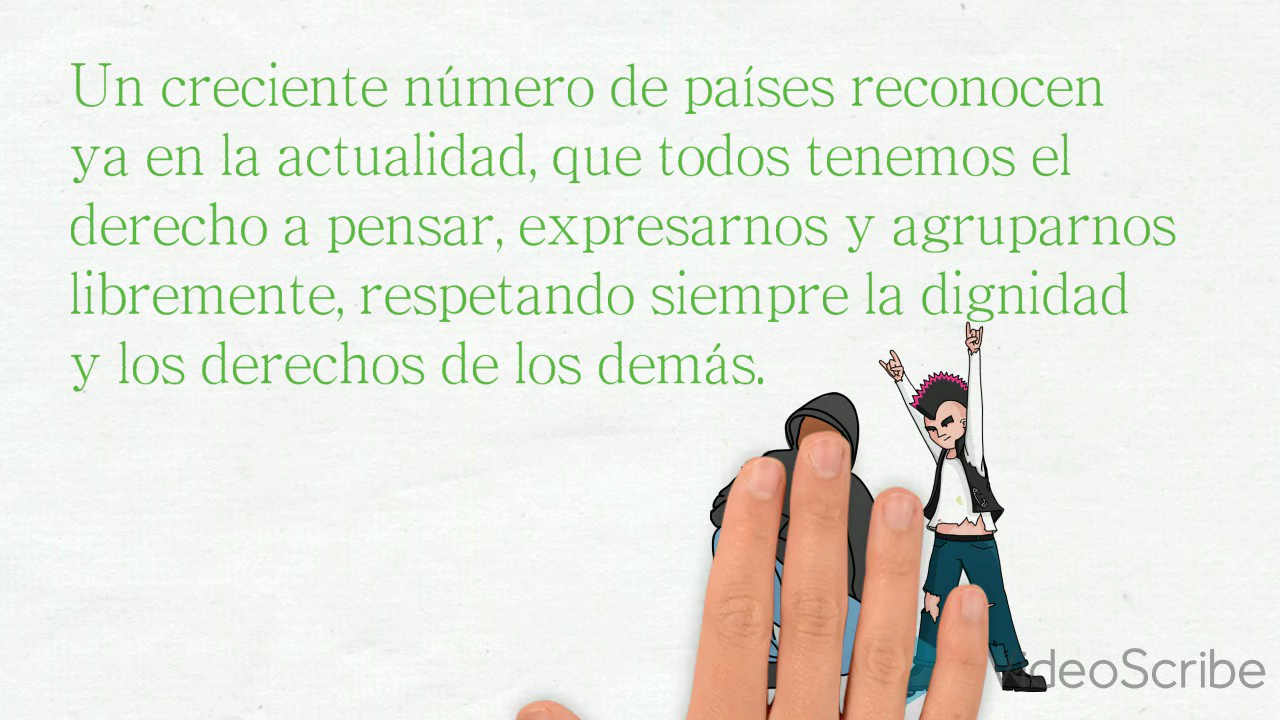 Un creciente número de países reconocen
ya en la actualidad, que todos tenemos el
derecho a pensar, expresarnos y agruparnos
libremente, respetando siempre la dignidad
y los derechos de los demás.
VideoScribe